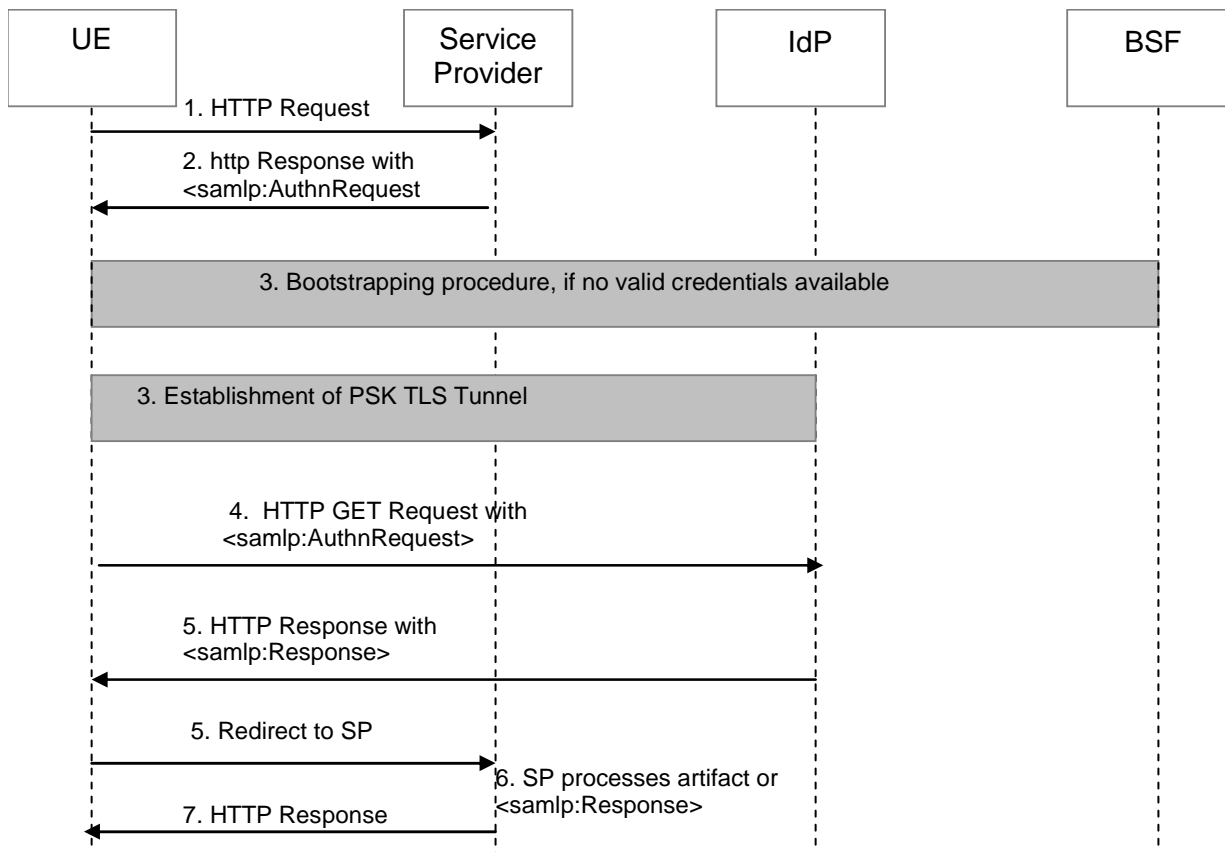 UE
Service
Provider
IdP
BSF
1. HTTP Request
2. http Response with
<samlp:AuthnRequest
3. Bootstrapping procedure, if no valid credentials available
3. Establishment of PSK TLS Tunnel
4. HTTP GET Request with
<samlp:AuthnRequest>
5. HTTP Response with
<samlp:Response>
5. Redirect to SP
6. SP processes artifact or
<samlp:Response>
7. HTTP Response